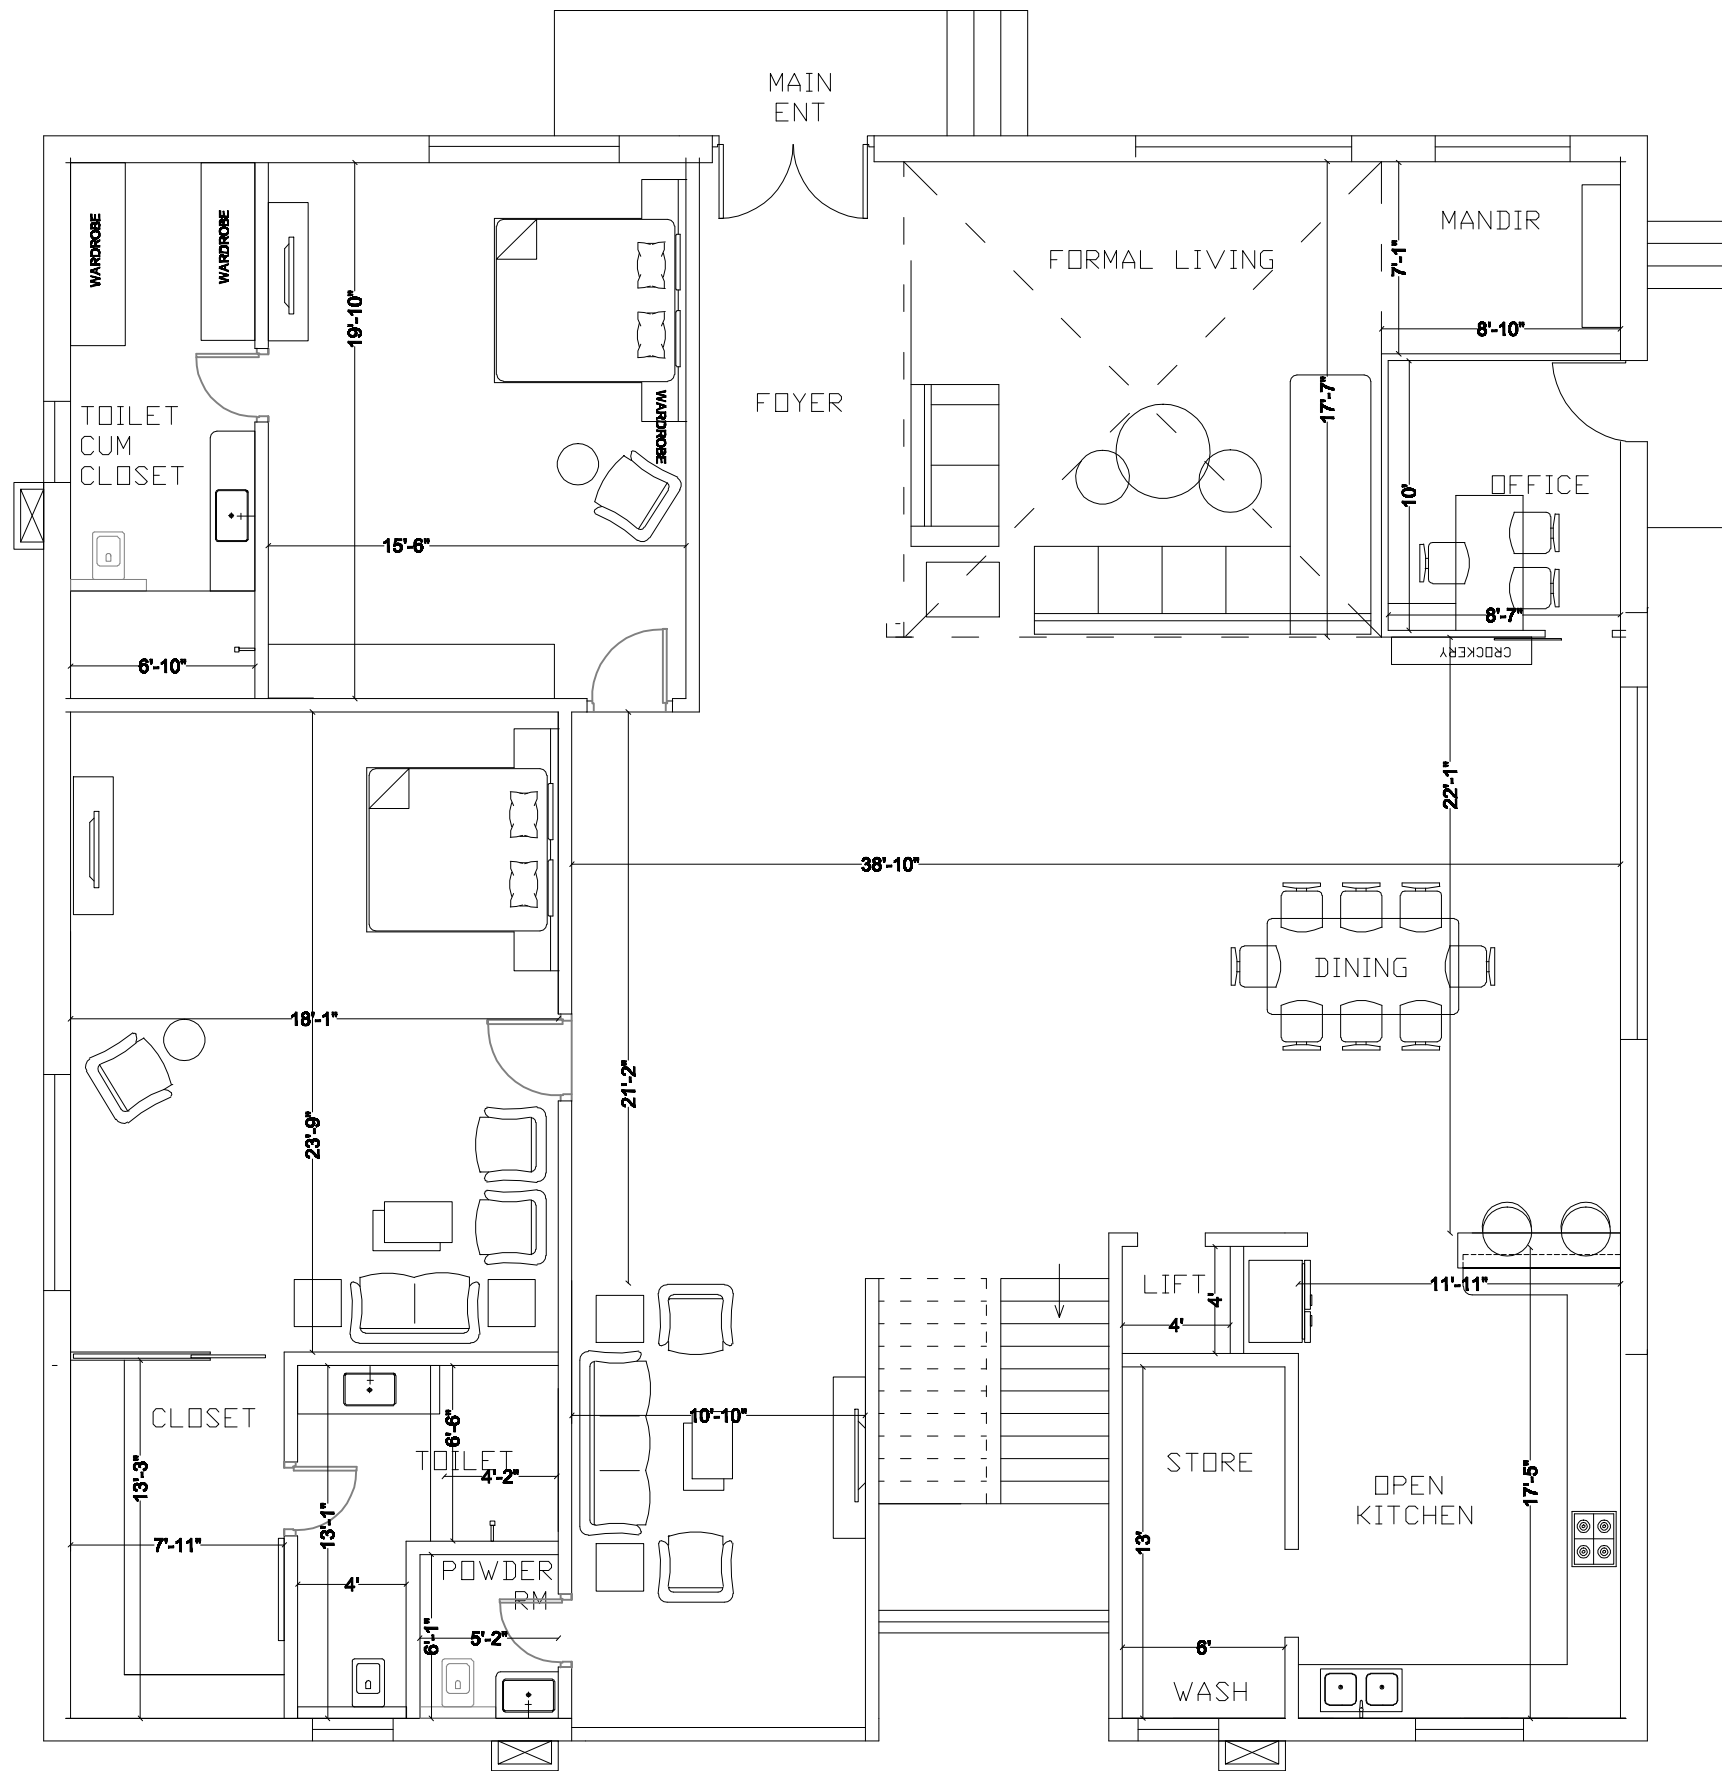 MAIN
ENT
WARDROBE
WARDROBE
MANDIR
FORMAL LIVING
7'-1"
19'-10"
8'-10"
FOYER
17'-7"
WARDROBE
TOILET
CUM
CLOSET
OFFICE
10'
15'-6"
8'-7"
CROCKERY
6'-10"
22'-1"
38'-10"
DINING
18'-1"
21'-2"
23'-9"
LIFT
4'
4'
11'-11"
CLOSET
10'-10"
6'-6"
TOILET
4'-2"
STORE
13'-3"
OPEN
KITCHEN
17'-5"
13'-1"
7'-11"
13'
POWDER
RM
4'
6'-1"
5'-2"
6'
WASH